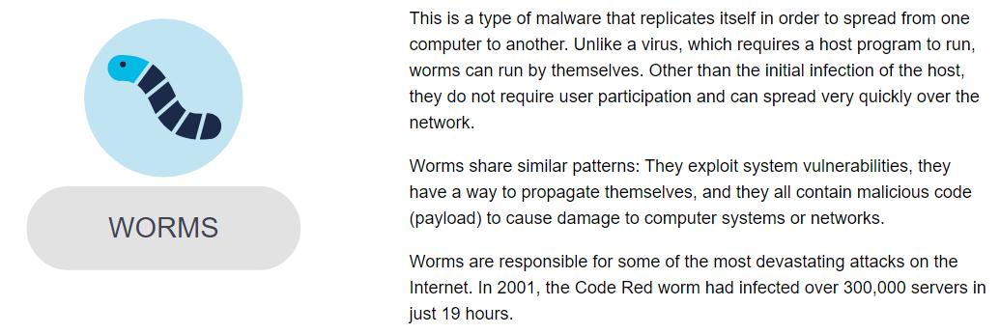 WORMS
This is a type of malware that replicates itself in order to spread from one
computer to another. Unlike a virus, which requires a host program to run,
worms can run by themselves. Other than the initial infection of the host,
they do not require user participation and can spread very quickly over the
network.
Worms share similar patterns: They exploit system vulnerabilities, they
have a way to propagate themselves, and they all contain malicious code
(payload) to cause damage to computer systems or networks.
Worms are responsible for some of the most devastating attacks on the
Internet. In 2001, the Code Red worm had infected over 300,000 servers in
just 19 hours.